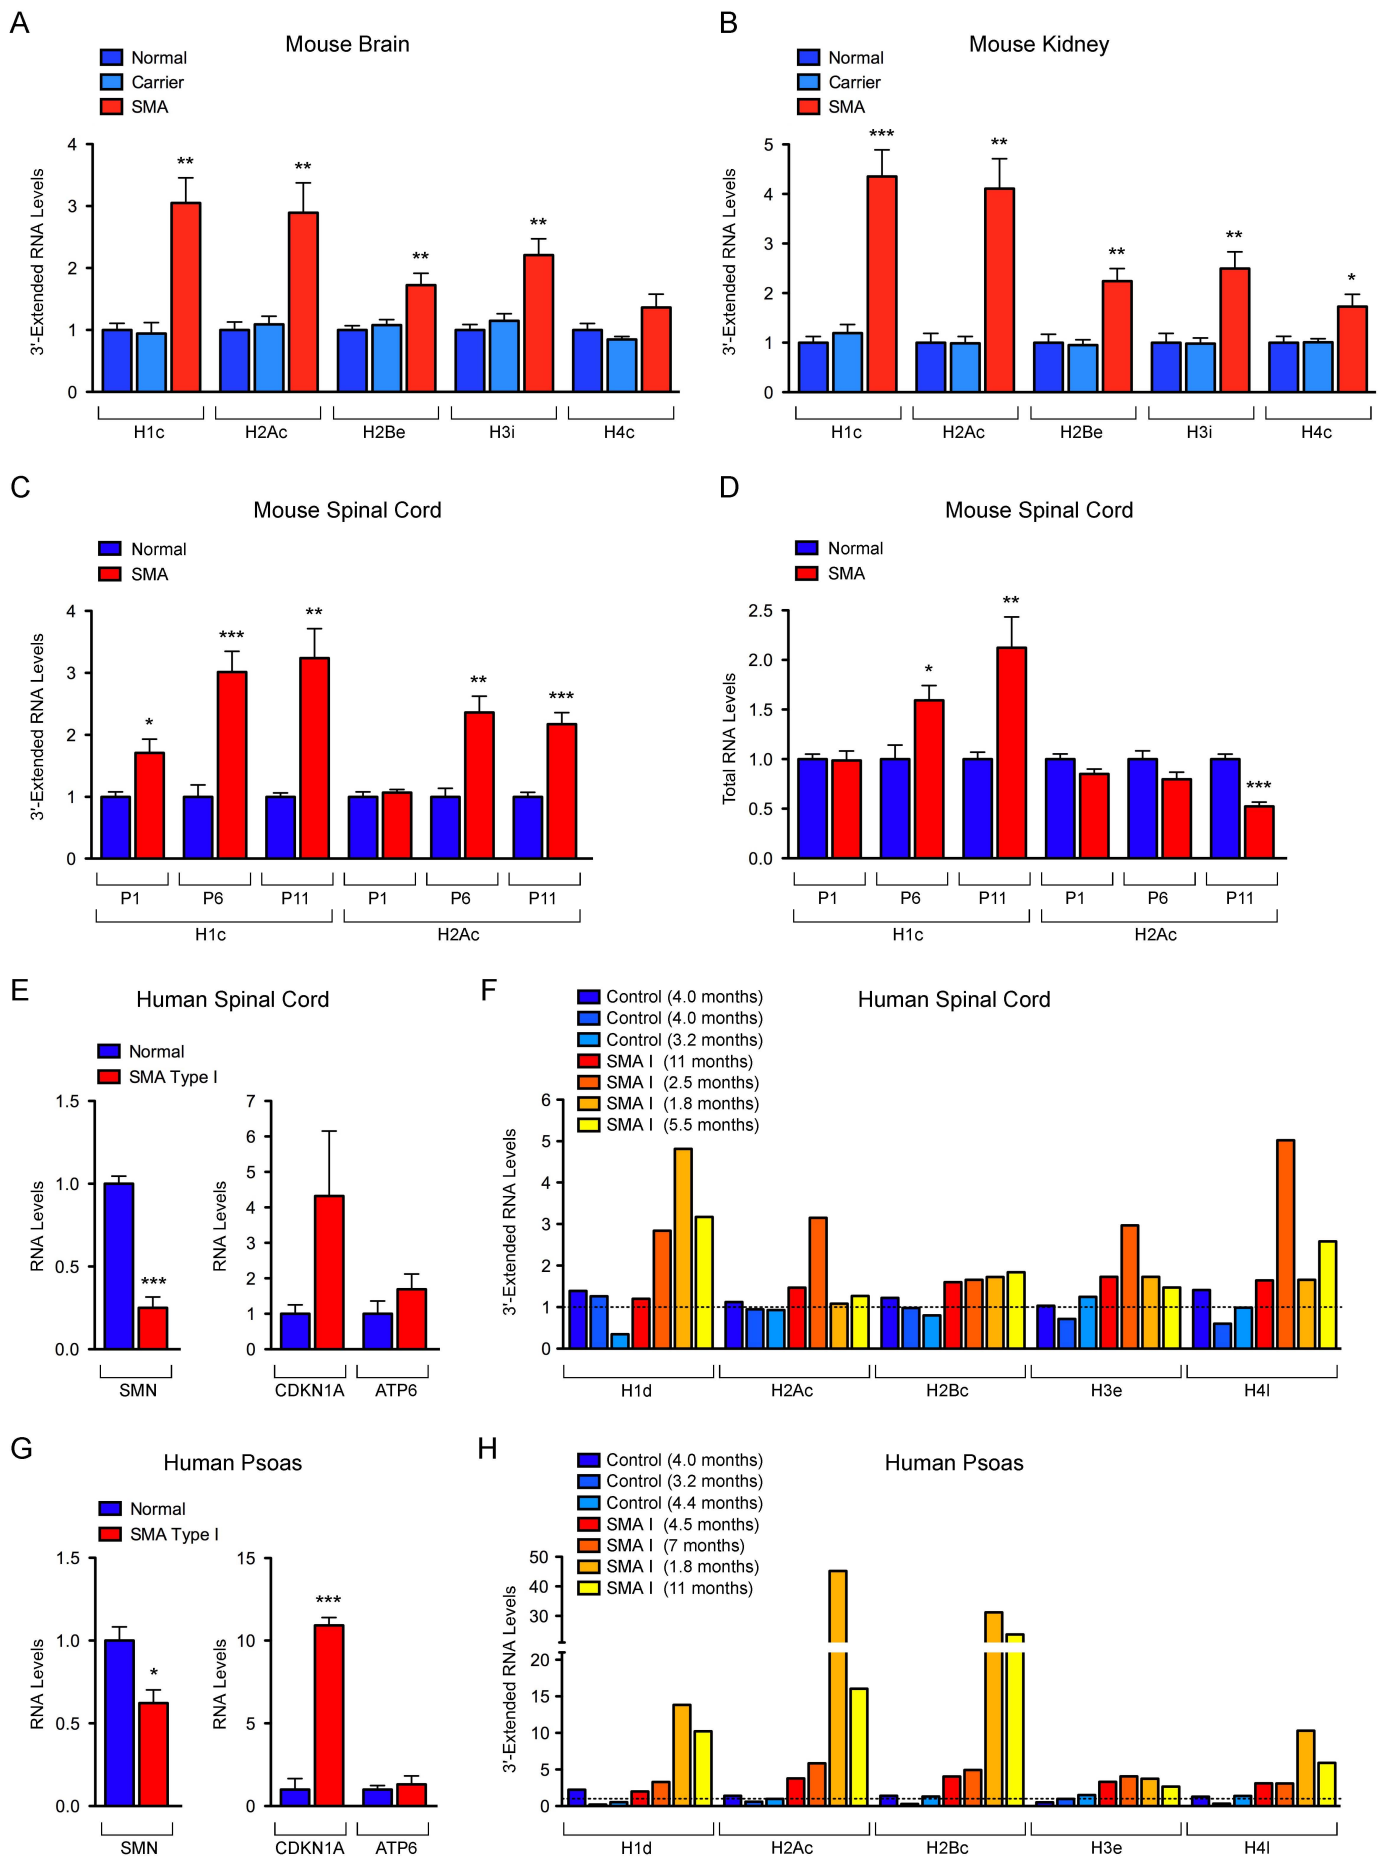 A
Mouse Brain
Normal
Carrier
SMA
3'-Extended RNA Levels
4
3
2
1
0
** ** ** **
H1c H2Ac H2Be H3i H4c
B
Mouse Kidney
Normal
Carrier
SMA
3'-Extended RNA Levels
5
4
3
2
1
0
*** ** ** ** *
H1c H2Ac H2Be H3i H4c
C
Mouse Spinal Cord
Normal
SMA
3'-Extended RNA Levels
4
3
2
1
0
* *** ** ** ***
P1 P6 P11 P1 P6 P11
H1c H2Ac
D
Mouse Spinal Cord
Normal
SMA
Total RNA Levels
2.5
2.0
1.5
1.0
0.5
0.0
* ** ***
P1 P6 P11 P1 P6 P11
H1c H2Ac
E
Human Spinal Cord
Normal
SMA Type I
RNA Levels
1.5
1.0
0.5
0.0
***
SMN
RNA Levels
7
6
5
4
3
2
1
0
CDKN1A ATP6
F
Human Spinal Cord
Control (4.0 months)
Control (4.0 months)
Control (3.2 months)
SMA I (11 months)
SMA I (2.5 months)
SMA I (1.8 months)
SMA I (5.5 months)
3'-Extended RNA Levels
6
5
4
3
2
1
0
H1d H2Ac H2Bc H3e H4l
G
Human Psoas
Normal
SMA Type I
RNA Levels
1.5
1.0
0.5
0.0
*
SMN
RNA Levels
15
10
5
0
***
CDKN1A ATP6
H
Human Psoas
Control (4.0 months)
Control (3.2 months)
Control (4.4 months)
SMA I (4.5 months)
SMA I (7 months)
SMA I (1.8 months)
SMA I (11 months)
3'-Extended RNA Levels
50
40
30
20
15
10
5
0
H1d H2Ac H2Bc H3e H4l